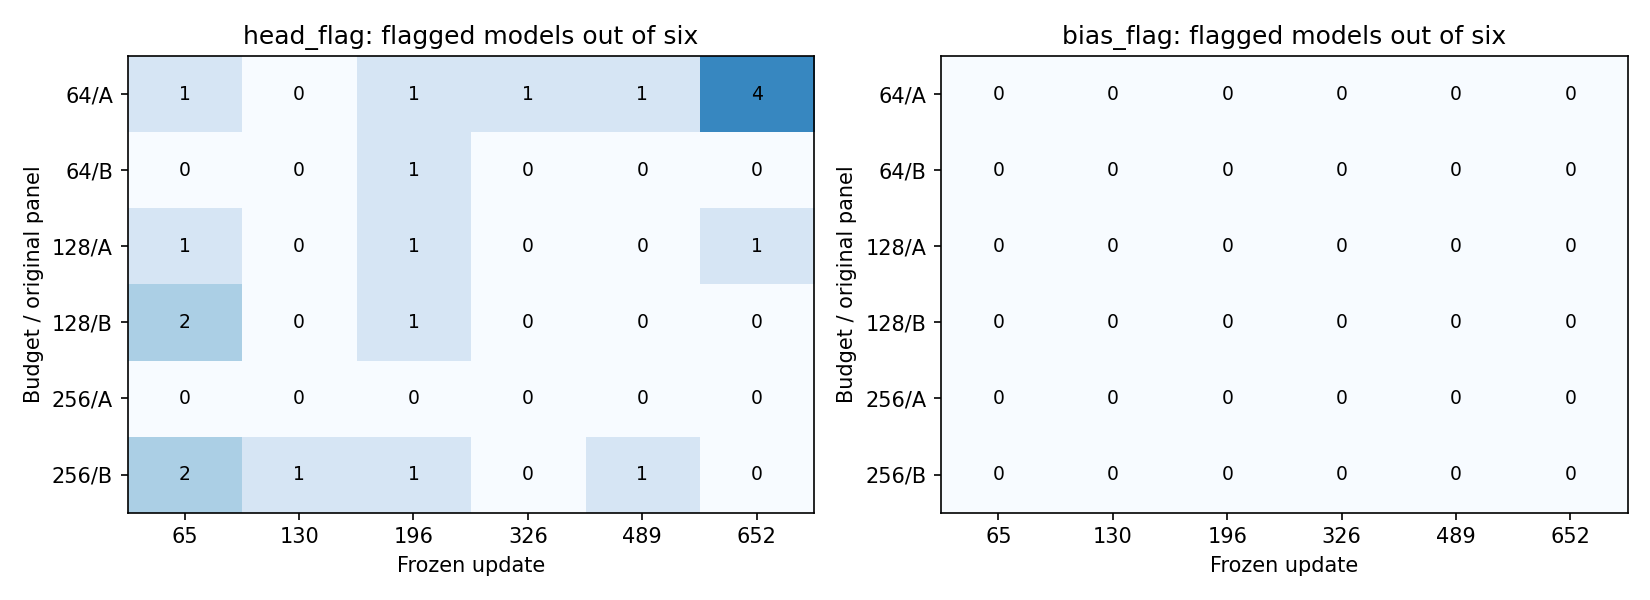 head_flag: flagged models out of six
Budget / original panel
64/A 1 0 1 1 1 4
64/B 0 0 1 0 0 0
128/A 1 0 1 0 0 1
128/B 2 0 1 0 0 0
256/A 0 0 0 0 0 0
256/B 2 1 1 0 1 0
65 130 196 326 489 652
Frozen update
bias_flag: flagged models out of six
Budget / original panel
64/A 0 0 0 0 0 0
64/B 0 0 0 0 0 0
128/A 0 0 0 0 0 0
128/B 0 0 0 0 0 0
256/A 0 0 0 0 0 0
256/B 0 0 0 0 0 0
65 130 196 326 489 652
Frozen update